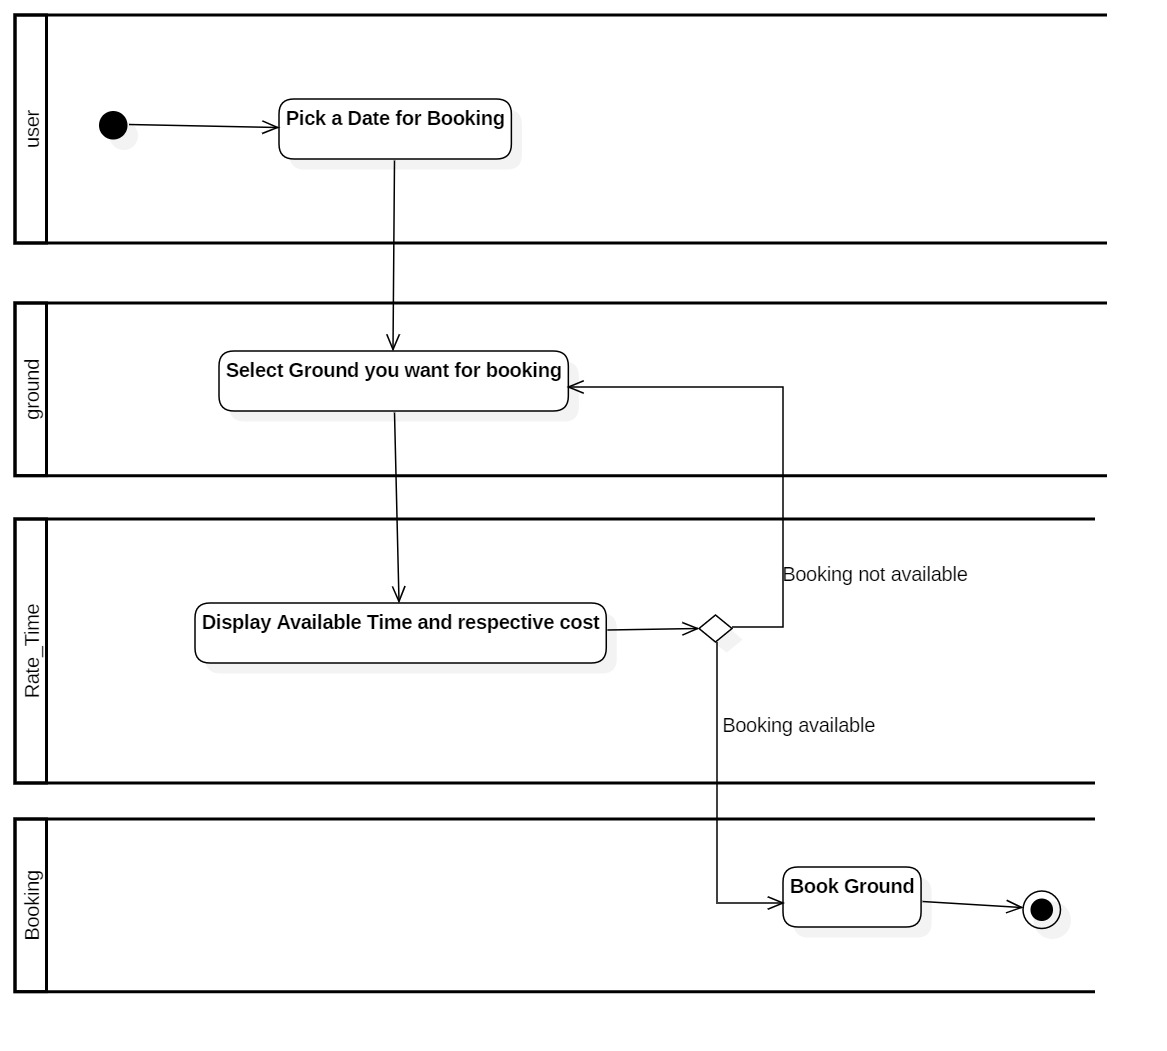 user
Pick a Date for Booking
ground
Select Ground you want for booking
Rate_Time
Booking not available
Display Available Time and respective cost
Booking available
Booking
Book Ground